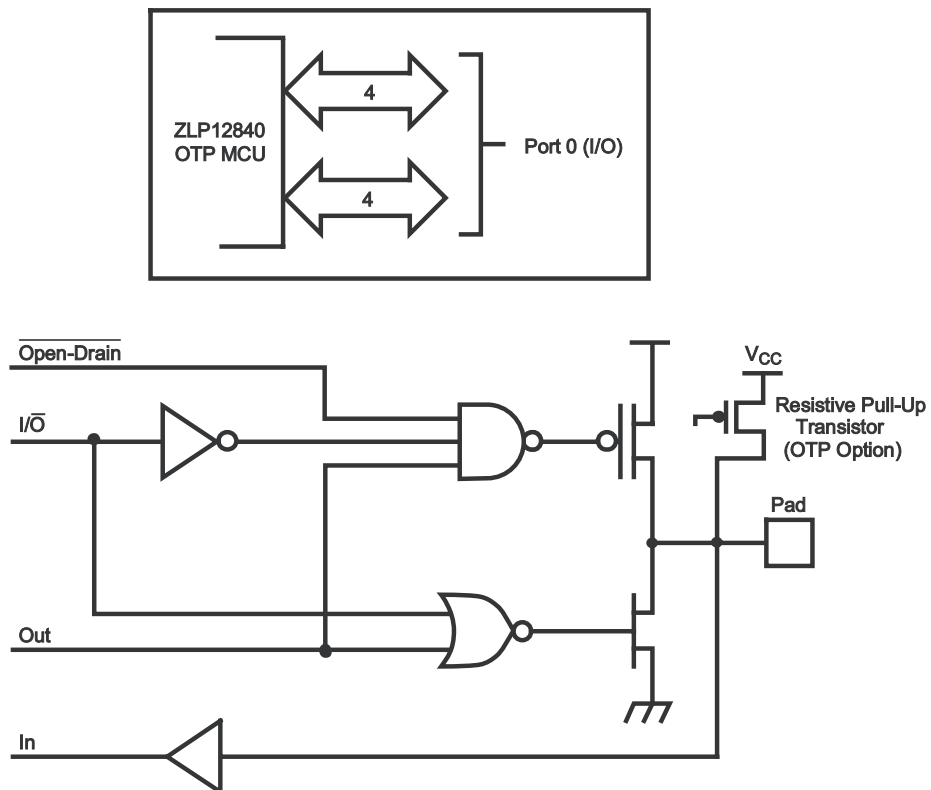 4
ZLP12840
OTP MCU
Port 0 (I/O)
4
Open-Drain
VCC
I/O
Resistive Pull-Up
Transistor
(OTP Option)
Pad
Out
In